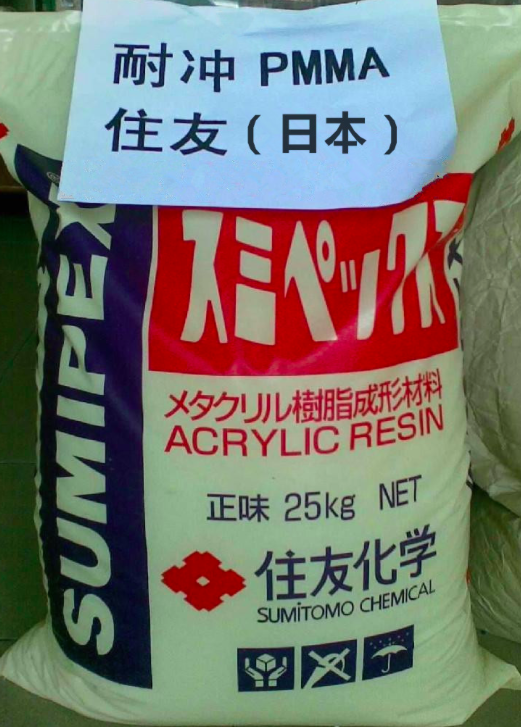 耐冲 PMMA
住友（日本）
SUMIPEX
スミペックス
メタクリル樹脂成形材料
ACRYLIC RESIN
正味 25kg NET
住友化学
SUMiTOMO CHEMICAL